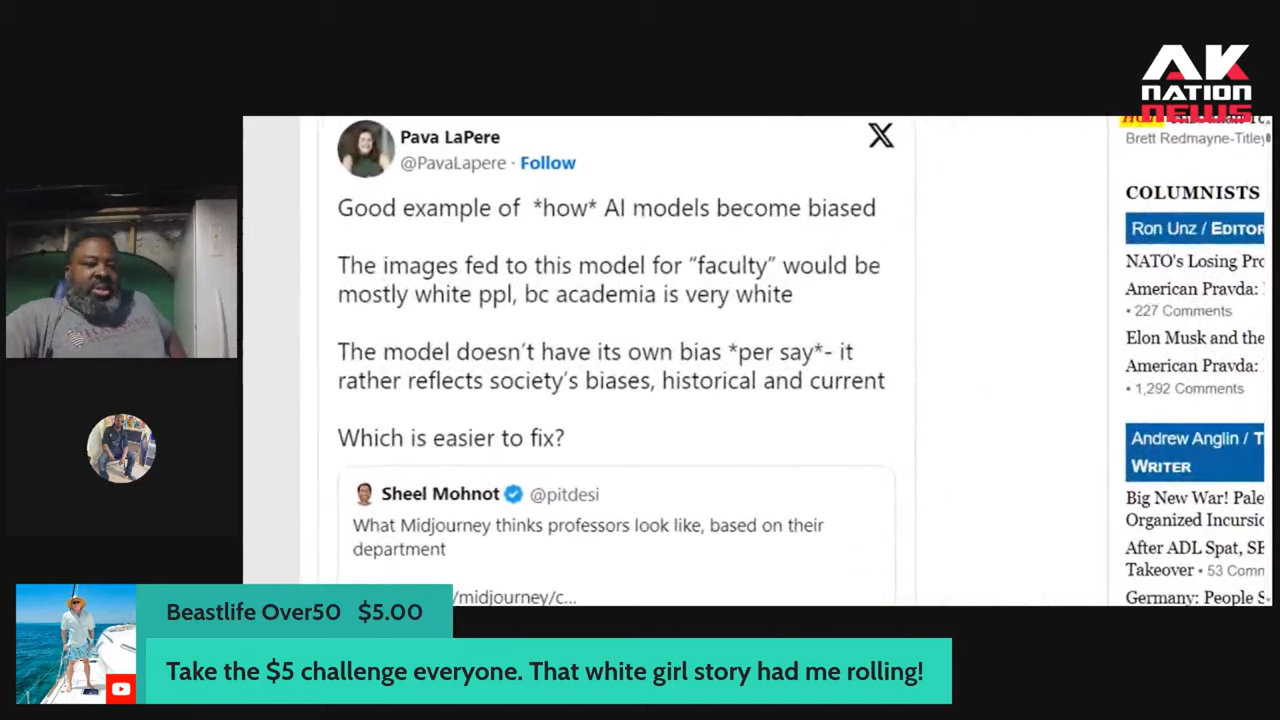 AK
NATION
NEWS
Pava LaPere
@PavaLapere · Follow
Good example of *how* AI models become biased
The images fed to this model for “faculty” would be
mostly white ppl, bc academia is very white
The model doesn’t have its own bias *per say*- it
rather reflects society’s biases, historical and current
Which is easier to fix?
Sheel Mohnot @pitdesi
What Midjourney thinks professors look like, based on their
department
/midjourney/c...
Brett Redmayne-Titley
COLUMNISTS
Ron Unz / EDITOR
NATO's Losing Pro
American Pravda:
• 227 Comments
Elon Musk and the
American Pravda:
• 1,292 Comments
Andrew Anglin / T
WRITER
Big New War! Pale
Organized Incursio
After ADL Spat, SE
Takeover • 53 Comm
Germany: People S
HARVARD
Beastlife Over50 $5.00
Take the $5 challenge everyone. That white girl story had me rolling!